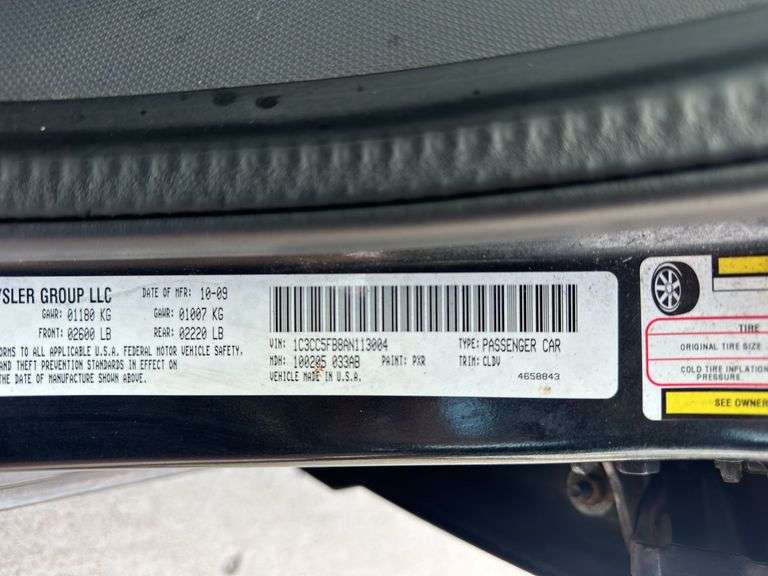 YSLER GROUP LLC DATE OF MFR: 10-09
GAWR: 01180 KG GAWR: 01007 KG
FRONT: 02600 LB REAR: 02220 LB
ORMS TO ALL APPLICABLE U.S.A. FEDERAL MOTOR VEHICLE SAFETY,
AND THEFT PREVENTION STANDARDS IN EFFECT ON
THE DATE OF MANUFACTURE SHOWN ABOVE.
VIN: 1C3CC5FB8AN113004 TYPE: PASSENGER CAR
MDH: 100205 033AB PAINT: PXR TRIM: CLDV
VEHICLE MADE IN U.S.A. 4658843
TIRE
ORIGINAL TIRE SIZE
COLD TIRE INFLATION
PRESSURE
SEE OWNER